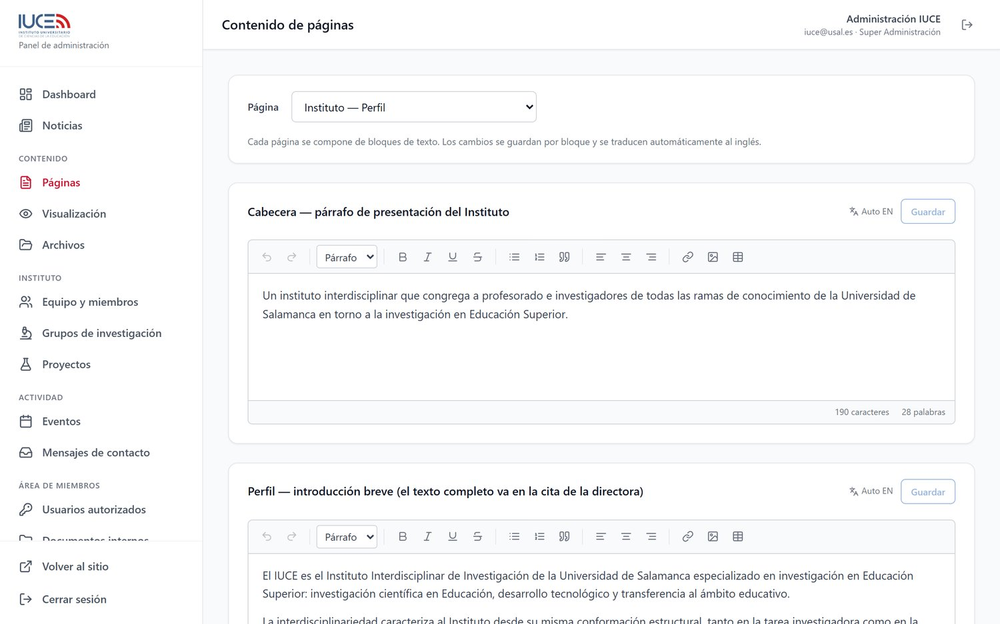 IUCE
INSTITUTO UNIVERSITARIO
DE CIENCIAS DE LA EDUCACIÓN
Panel de administración
Dashboard
Noticias
CONTENIDO
Páginas
Visualización
Archivos
INSTITUTO
Equipo y miembros
Grupos de investigación
Proyectos
ACTIVIDAD
Eventos
Mensajes de contacto
ÁREA DE MIEMBROS
Usuarios autorizados
Documentos internos
Volver al sitio
Cerrar sesión
Contenido de páginas
Administración IUCE
iuce@usal.es · Super Administración
Página
Instituto — Perfil
Cada página se compone de bloques de texto. Los cambios se guardan por bloque y se traducen automáticamente al inglés.
Cabecera — párrafo de presentación del Instituto
Auto EN
Guardar
Párrafo
Un instituto interdisciplinar que congrega a profesorado e investigadores de todas las ramas de conocimiento de la Universidad de
Salamanca en torno a la investigación en Educación Superior.
190 caracteres 28 palabras
Perfil — introducción breve (el texto completo va en la cita de la directora)
Auto EN
Guardar
Párrafo
El IUCE es el Instituto Interdisciplinar de Investigación de la Universidad de Salamanca especializado en investigación en Educación
Superior: investigación científica en Educación, desarrollo tecnológico y transferencia al ámbito educativo.
La interdisciplinariedad caracteriza al Instituto desde su misma conformación estructural, tanto en la tarea investigadora como en la